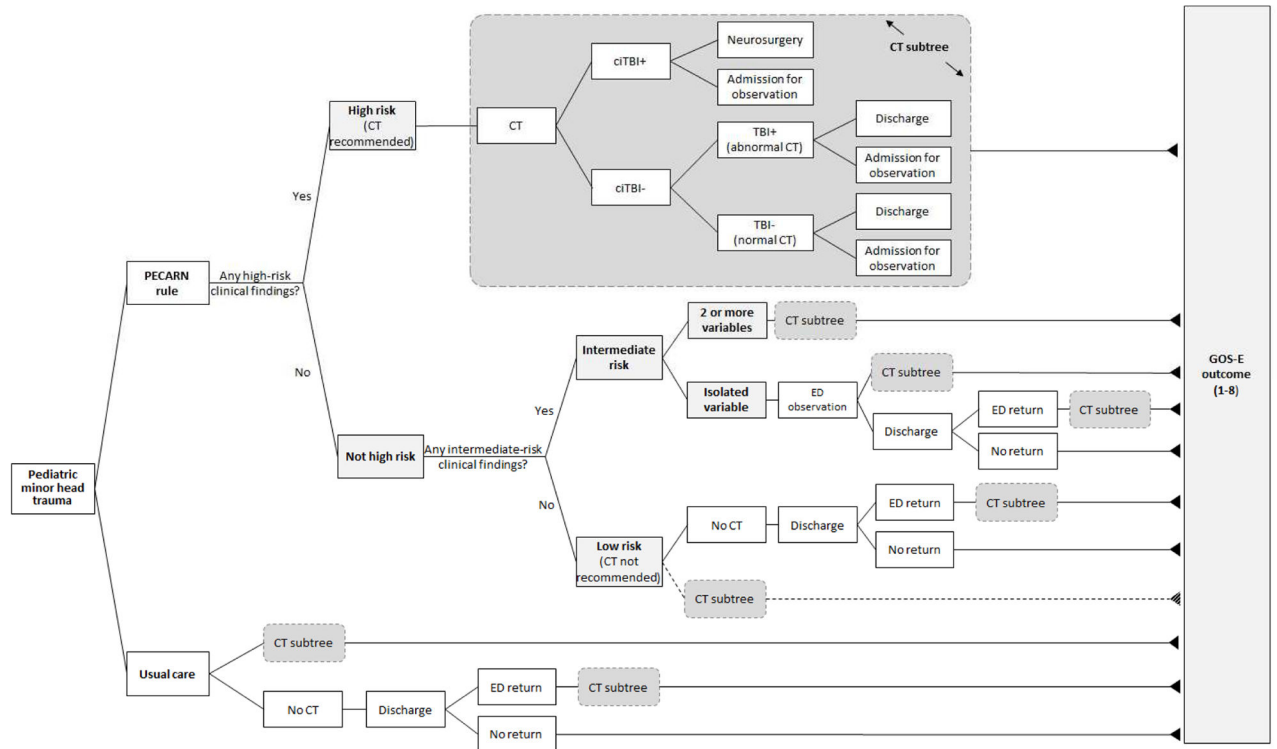 CT subtree
Neurosurgery
ciTBI+
Admission for
observation
High risk
(CT
recommended)
CT
TBI+
(abnormal CT)
Discharge
Admission for
observation
ciTBI-
TBI-
(normal CT)
Discharge
Admission for
observation
Yes
PECARN
rule
Any high-risk
clinical findings?
No
2 or more
variables
CT subtree
Intermediate
risk
Isolated
variable
ED
observation
CT subtree
Discharge
ED return
CT subtree
No return
Yes
Not high risk
Any intermediate-risk
clinical findings?
No
Low risk
(CT not
recommended)
No CT
Discharge
ED return
CT subtree
No return
CT subtree
Pediatric
minor head
trauma
Usual care
CT subtree
No CT
Discharge
ED return
CT subtree
No return
GOS-E
outcome
(1-8)